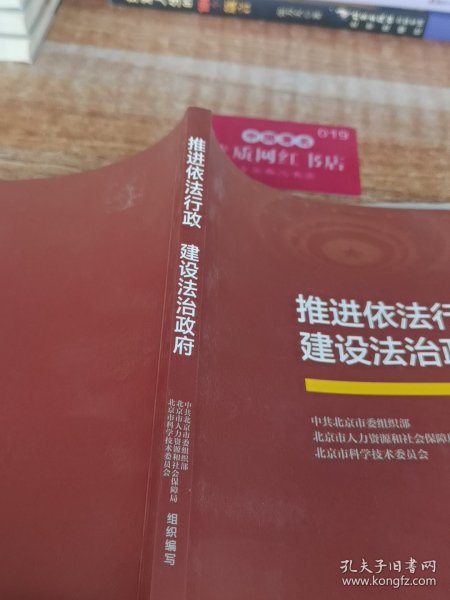 019
质网红书店
推进依法行政 建设法治政府
中共北京市委组织部
北京市人力资源和社会保障局
北京市科学技术委员会
组织编写
推进依法行
建设法治政
中共北京市委组织部
北京市人力资源和社会保障局
北京市科学技术委员会
孔夫子旧书网
www.kongfz.com